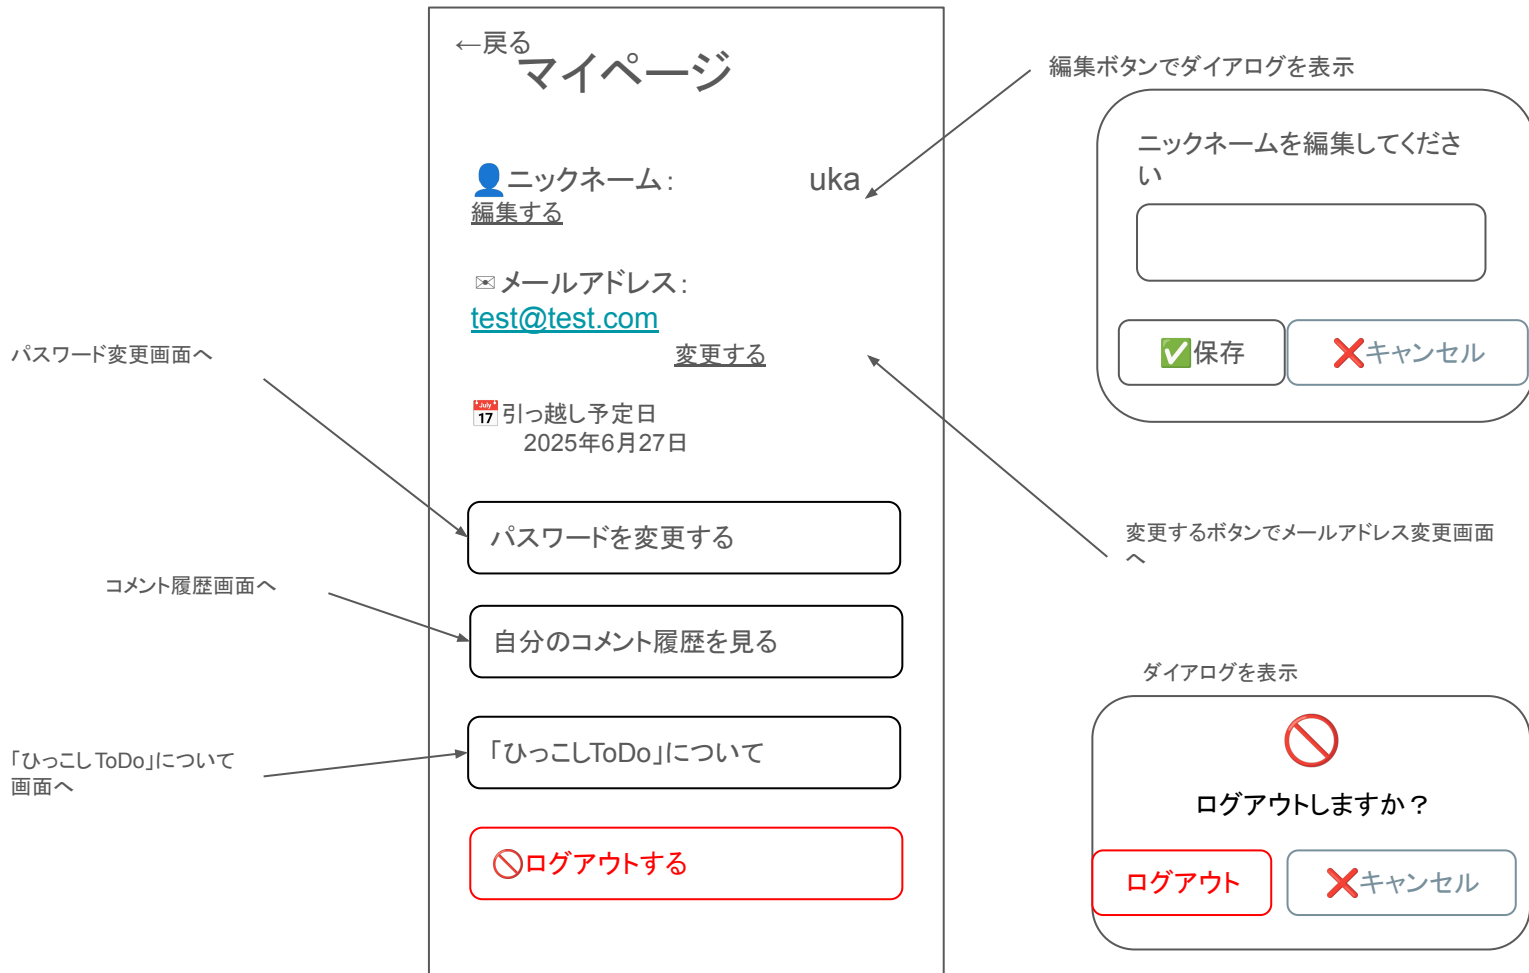 ←戻る
マイページ
👤ニックネーム： uka
編集する
✉メールアドレス：
test@test.com
変更する
📅引っ越し予定日
2025年6月27日
パスワードを変更する
自分のコメント履歴を見る
「ひっこしToDo」について
🚫ログアウトする
パスワード変更画面へ
コメント履歴画面へ
「ひっこしToDo」について
画面へ
編集ボタンでダイアログを表示
ニックネームを編集してくださ
い
✅保存
❌キャンセル
変更するボタンでメールアドレス変更画面
へ
ダイアログを表示
🚫
ログアウトしますか？
ログアウト
❌キャンセル